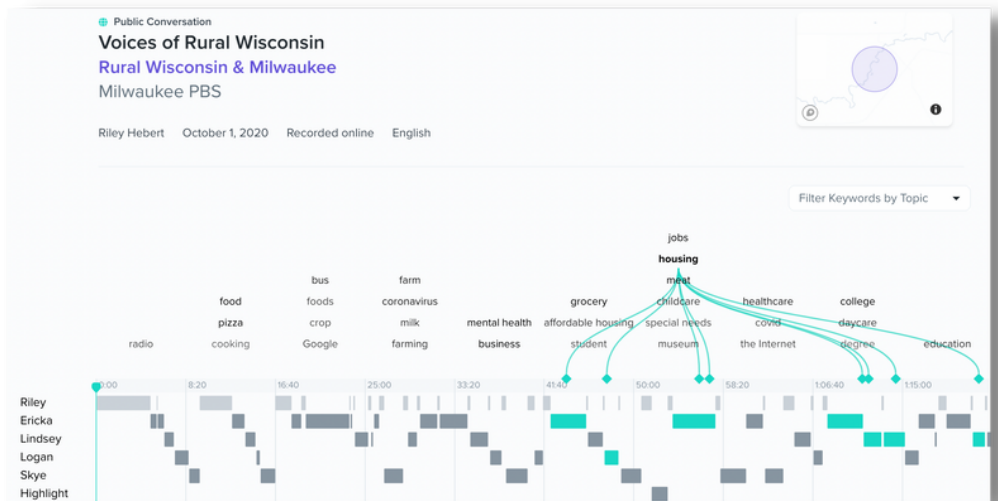 Public Conversation
Voices of Rural Wisconsin
Rural Wisconsin & Milwaukee
Milwaukee PBS
Riley Hebert October 1, 2020 Recorded online English
Filter Keywords by Topic
jobs
housing
bus farm meat
food foods coronavirus grocery childcare healthcare college
pizza crop milk mental health affordable housing special needs covid daycare
radio cooking Google farming business student museum the Internet degree education
0:00 8:20 16:40 25:00 33:20 41:40 50:00 58:20 1:06:40 1:15:00
Riley
Ericka
Lindsey
Logan
Skye
Highlight